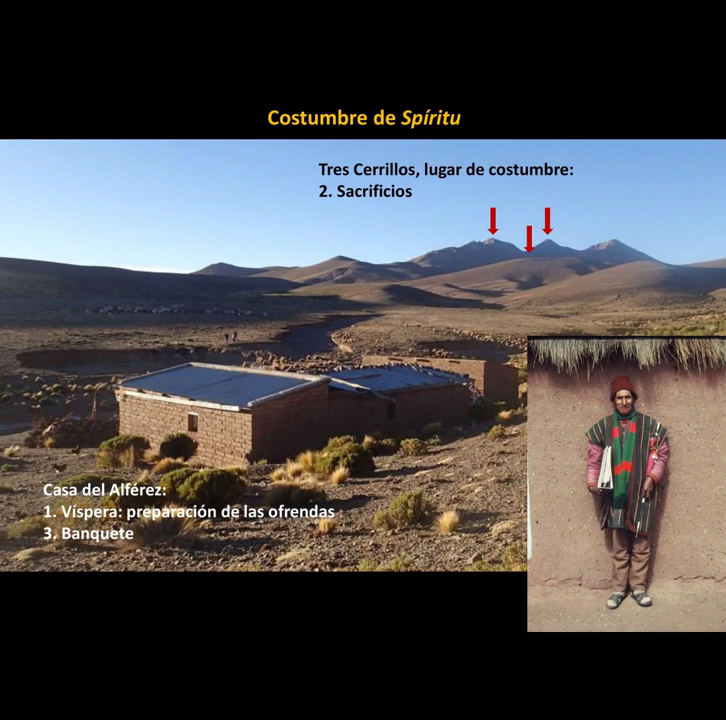 Costumbre de Spíritu
Tres Cerrillos, lugar de costumbre:
2. Sacrificios
Casa del Alférez:
1. Víspera: preparación de las ofrendas
3. Banquete